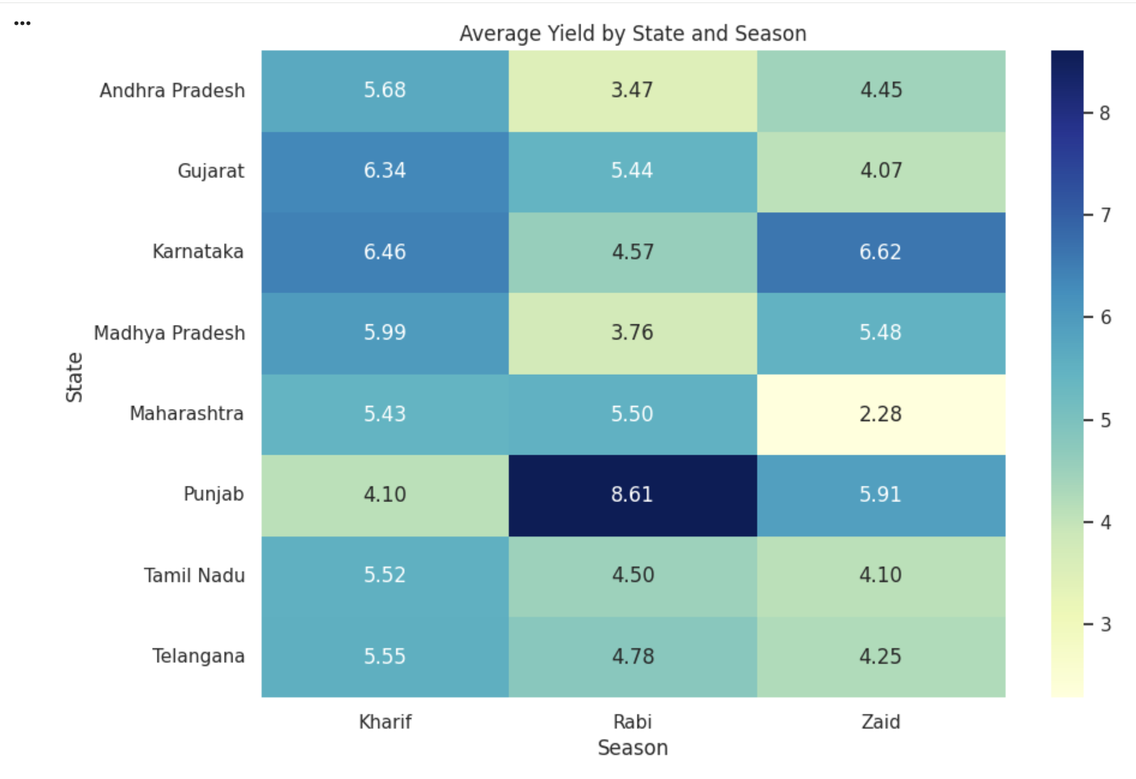 ...
Average Yield by State and Season
Andhra Pradesh 5.68 3.47 4.45
8
Gujarat 6.34 5.44 4.07
7
Karnataka 6.46 4.57 6.62
6
Madhya Pradesh 5.99 3.76 5.48
State
Maharashtra 5.43 5.50 2.28
5
Punjab 4.10 8.61 5.91
4
Tamil Nadu 5.52 4.50 4.10
3
Telangana 5.55 4.78 4.25
Kharif Rabi Zaid
Season